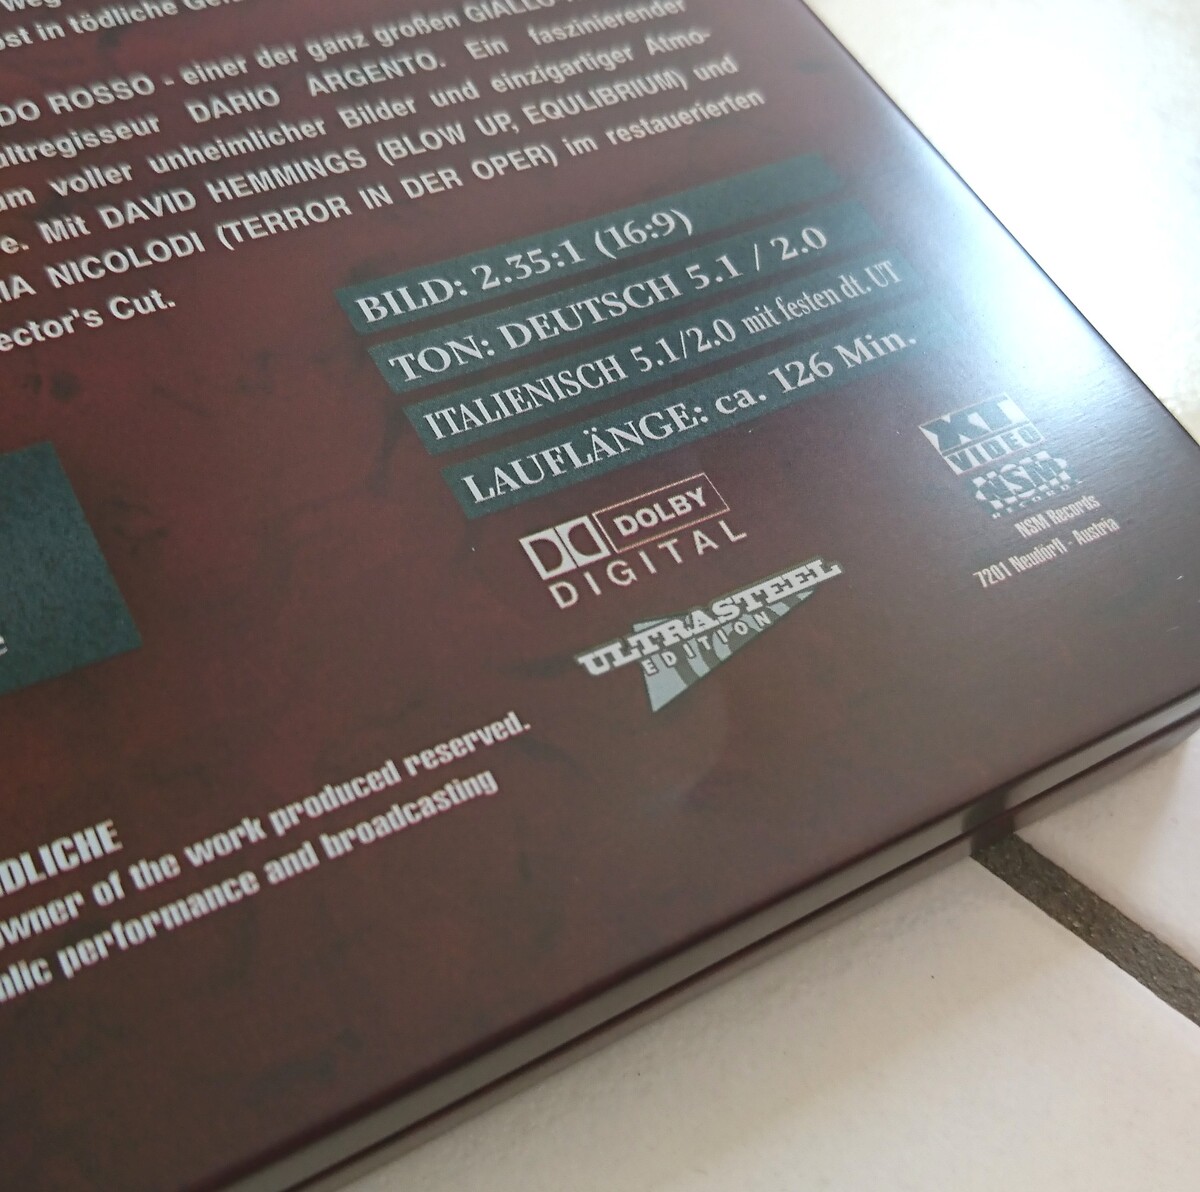 st in tödliche
DO ROSSO - einer der ganz großen GIALLO
ultregisseur DARIO ARGENTO. Ein faszinierender
um voller unheimlicher Bilder und einzigartiger Atmo-
e. Mit DAVID HEMMINGS (BLOW UP, EQULIBRIUM) und
IA NICOLODI (TERROR IN DER OPER) im restaurierten
ector's Cut.
BILD: 2.35:1 (16:9)
TON: DEUTSCH 5.1 / 2.0
ITALIENISCH 5.1/2.0 mit festen dt. UT
LAUFLÄNGE: ca. 126 Min.
DOLBY
DIGITAL
ULTRASTEEL
EDITION
XT
VIDEO
NSM
RECORDS
NSM Records
7201 Neudörfl - Austria
e
DLICHE
owner of the work produced reserved.
blic performance and broadcasting